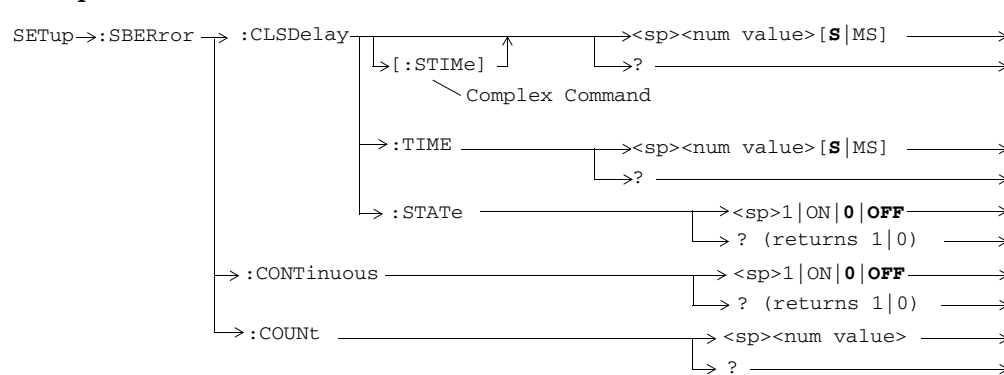 SETup :SBERror :CLSDelay <sp><num value>[S|MS]
[:STIMe] ?
Complex Command
:TIME <sp><num value>[S|MS]
?
:STATe <sp>1|ON|0|OFF
? (returns 1|0)
:CONTinuous <sp>1|ON|0|OFF
? (returns 1|0)
:COUNt <sp><num value>
?